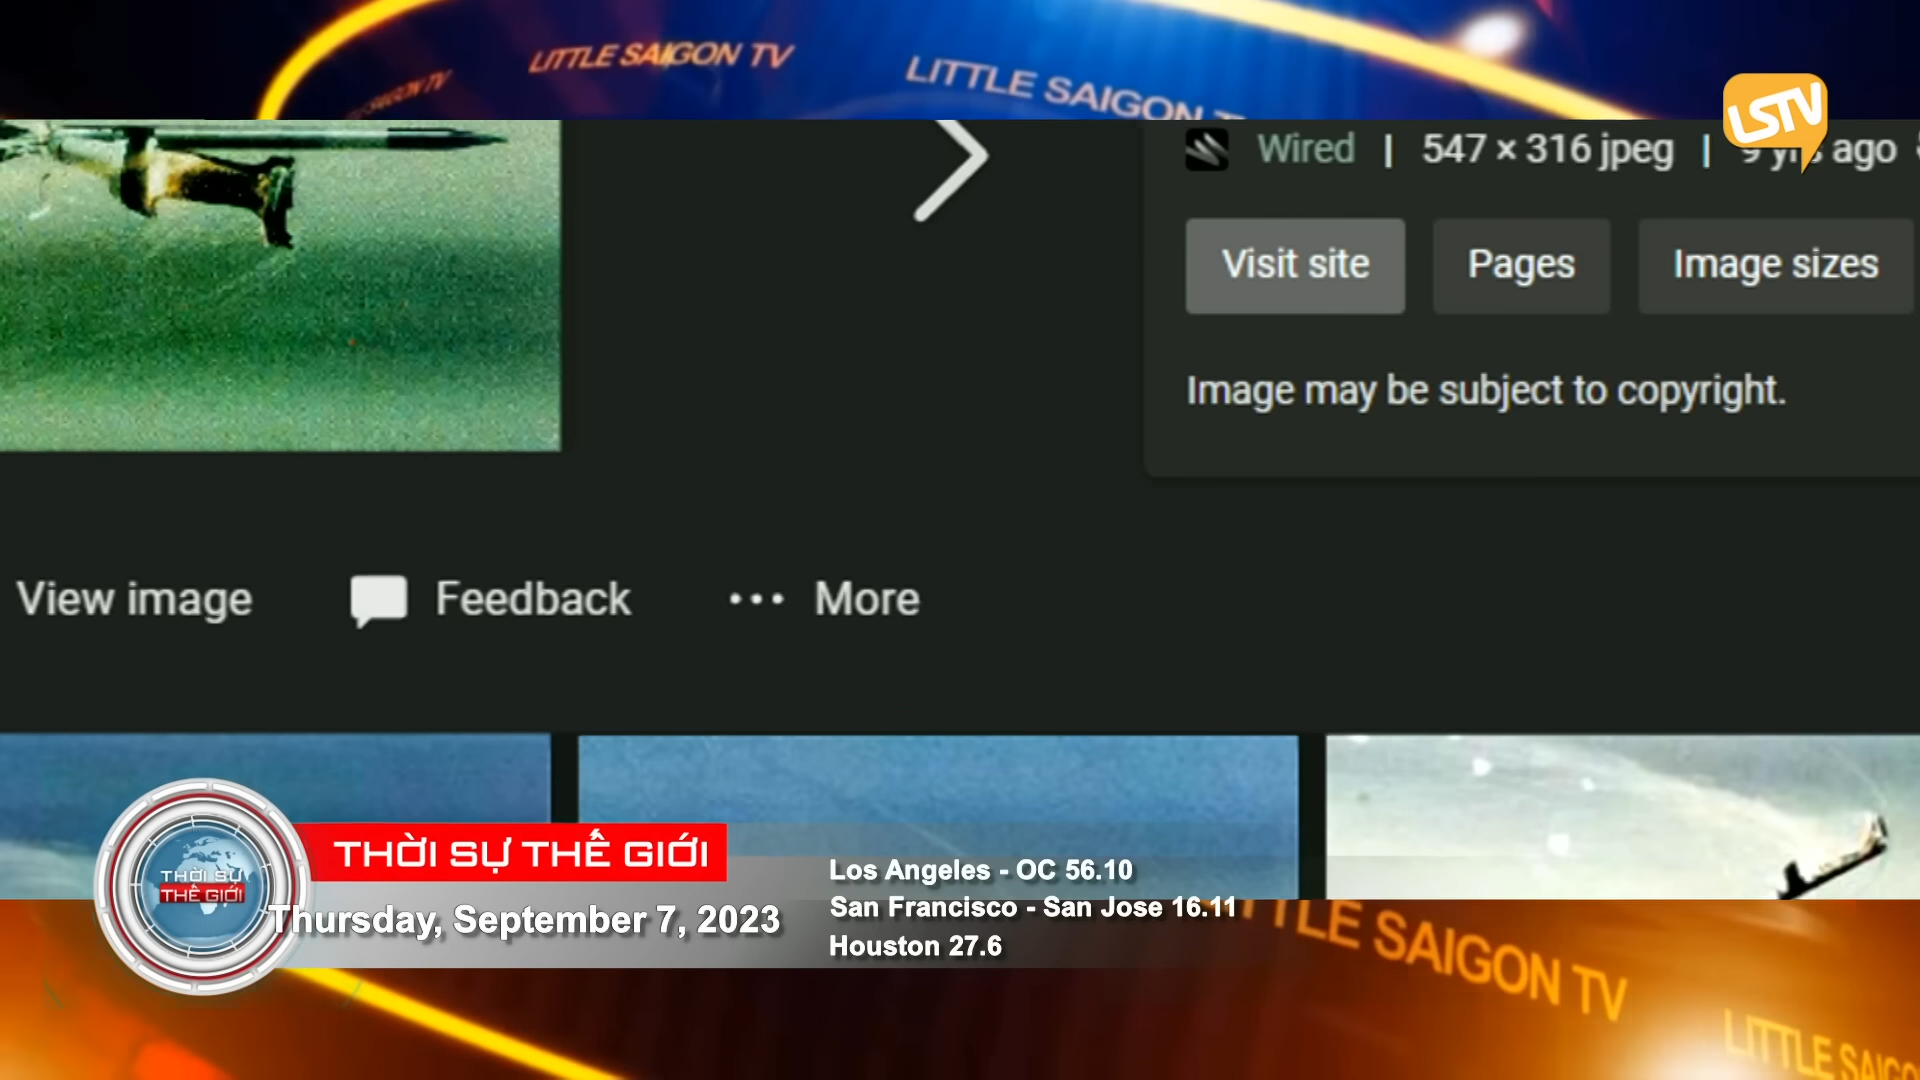 LITTLE SAIGON TV
LITTLE SAIGON
LSTV
Wired | 547 × 316 jpeg | 9 yrs ago
Visit site
Pages
Image sizes
Image may be subject to copyright.
View image
Feedback
More
THỜI SỰ
THẾ GIỚI
THỜI SỰ THẾ GIỚI
Thursday, September 7, 2023
Los Angeles - OC 56.10
San Francisco - San Jose 16.11
Houston 27.6
SAIGON TV
LITTLE